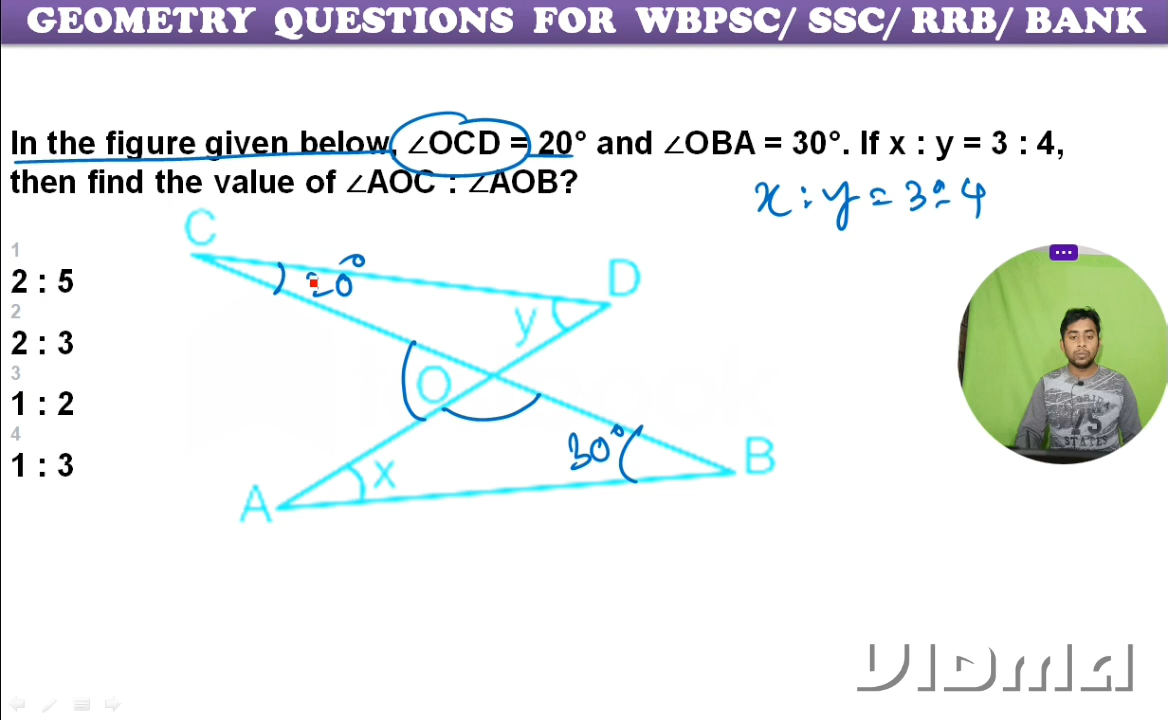 GEOMETRY QUESTIONS FOR WBPSC/ SSC/ RRB/ BANK
In the figure given below, ∠OCD = 20° and ∠OBA = 30°. If x : y = 3 : 4,
then find the value of ∠AOC : ∠AOB?
x : y = 3 : 4
1
2 : 5
2
2 : 3
3
1 : 2
4
1 : 3
C
20°
D
y
O
30°
B
x
A
VIDMA